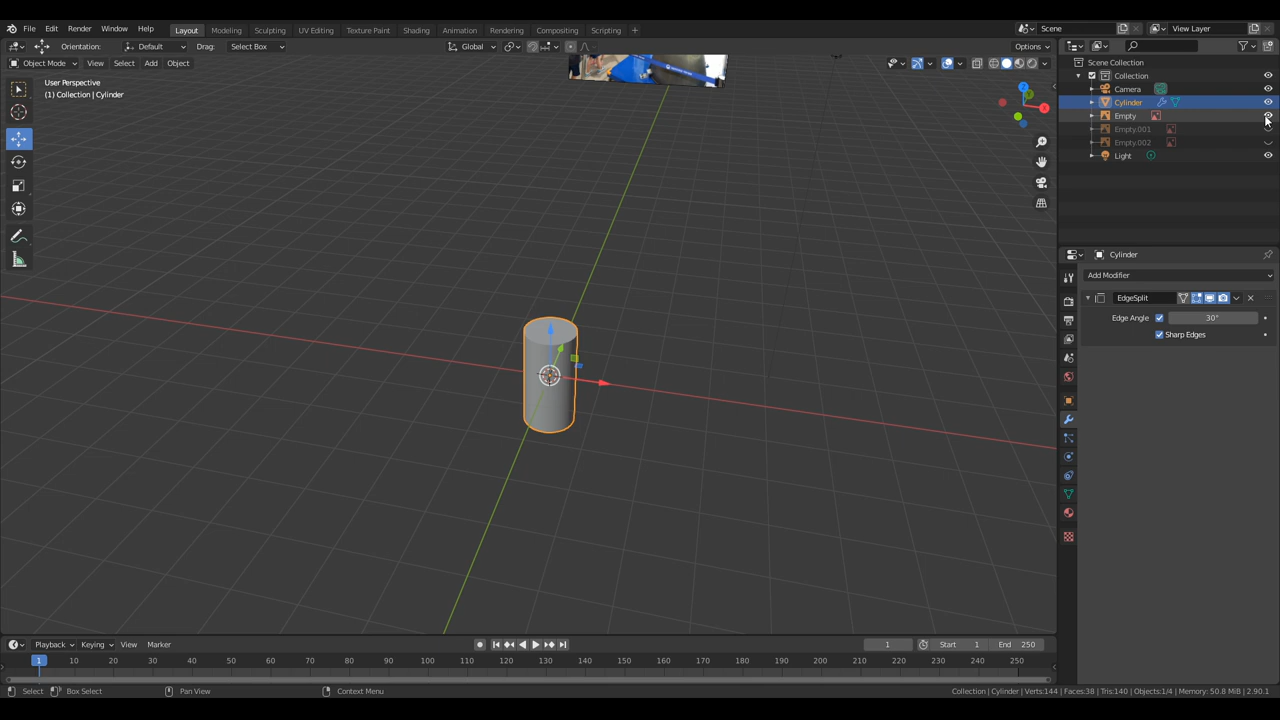 File Edit Render Window Help Layout Modeling Sculpting UV Editing Texture Paint Shading Animation Rendering Compositing Scripting + Scene View Layer
Orientation: Default Drag: Select Box Global Options
Object Mode View Select Add Object
User Perspective
(1) Collection | Cylinder
X
Y
Z
Scene Collection
Collection
Camera
Cylinder
Empty
Empty.001
Empty.002
Light
Cylinder
Add Modifier
EdgeSplit
Edge Angle 30°
Sharp Edges
Playback Keying View Marker 1 Start 1 End 250
1 10 20 30 40 50 60 70 80 90 100 110 120 130 140 150 160 170 180 190 200 210 220 230 240 250
Select Box Select Pan View Context Menu Collection | Cylinder | Verts:144 | Faces:38 | Tris:140 | Objects:1/4 | Memory: 50.8 MiB | 2.90.1